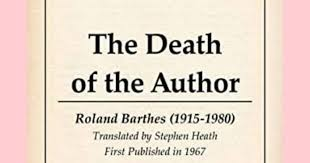 The Death
of the Author
Roland Barthes (1915-1980)
Translated by Stephen Heath
First Published in 1967